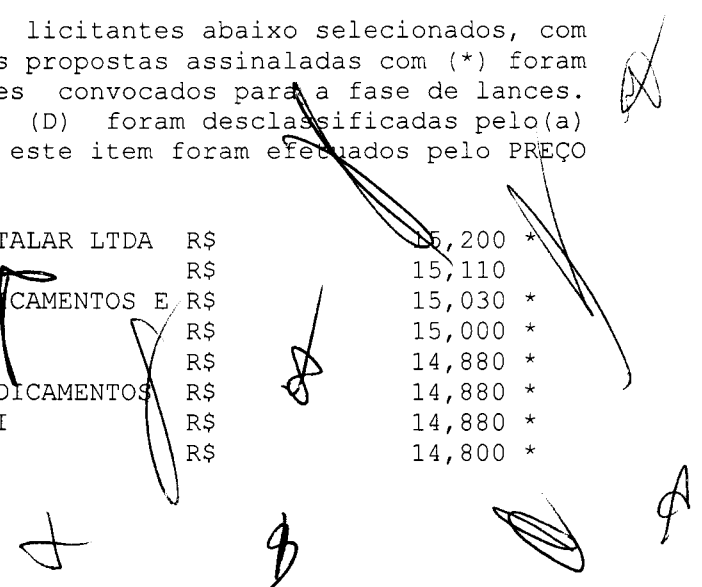 licitantes abaixo selecionados, com
s propostas assinaladas com (*) foram
es convocados para a fase de lances.
(D) foram desclassificadas pelo(a)
este item foram efetuados pelo PREÇO
TALAR LTDA R$ 15,200 *
R$ 15,110
ICAMENTOS E R$ 15,030 *
R$ 15,000 *
R$ 14,880 *
DICAMENTOS R$ 14,880 *
I R$ 14,880 *
R$ 14,800 *